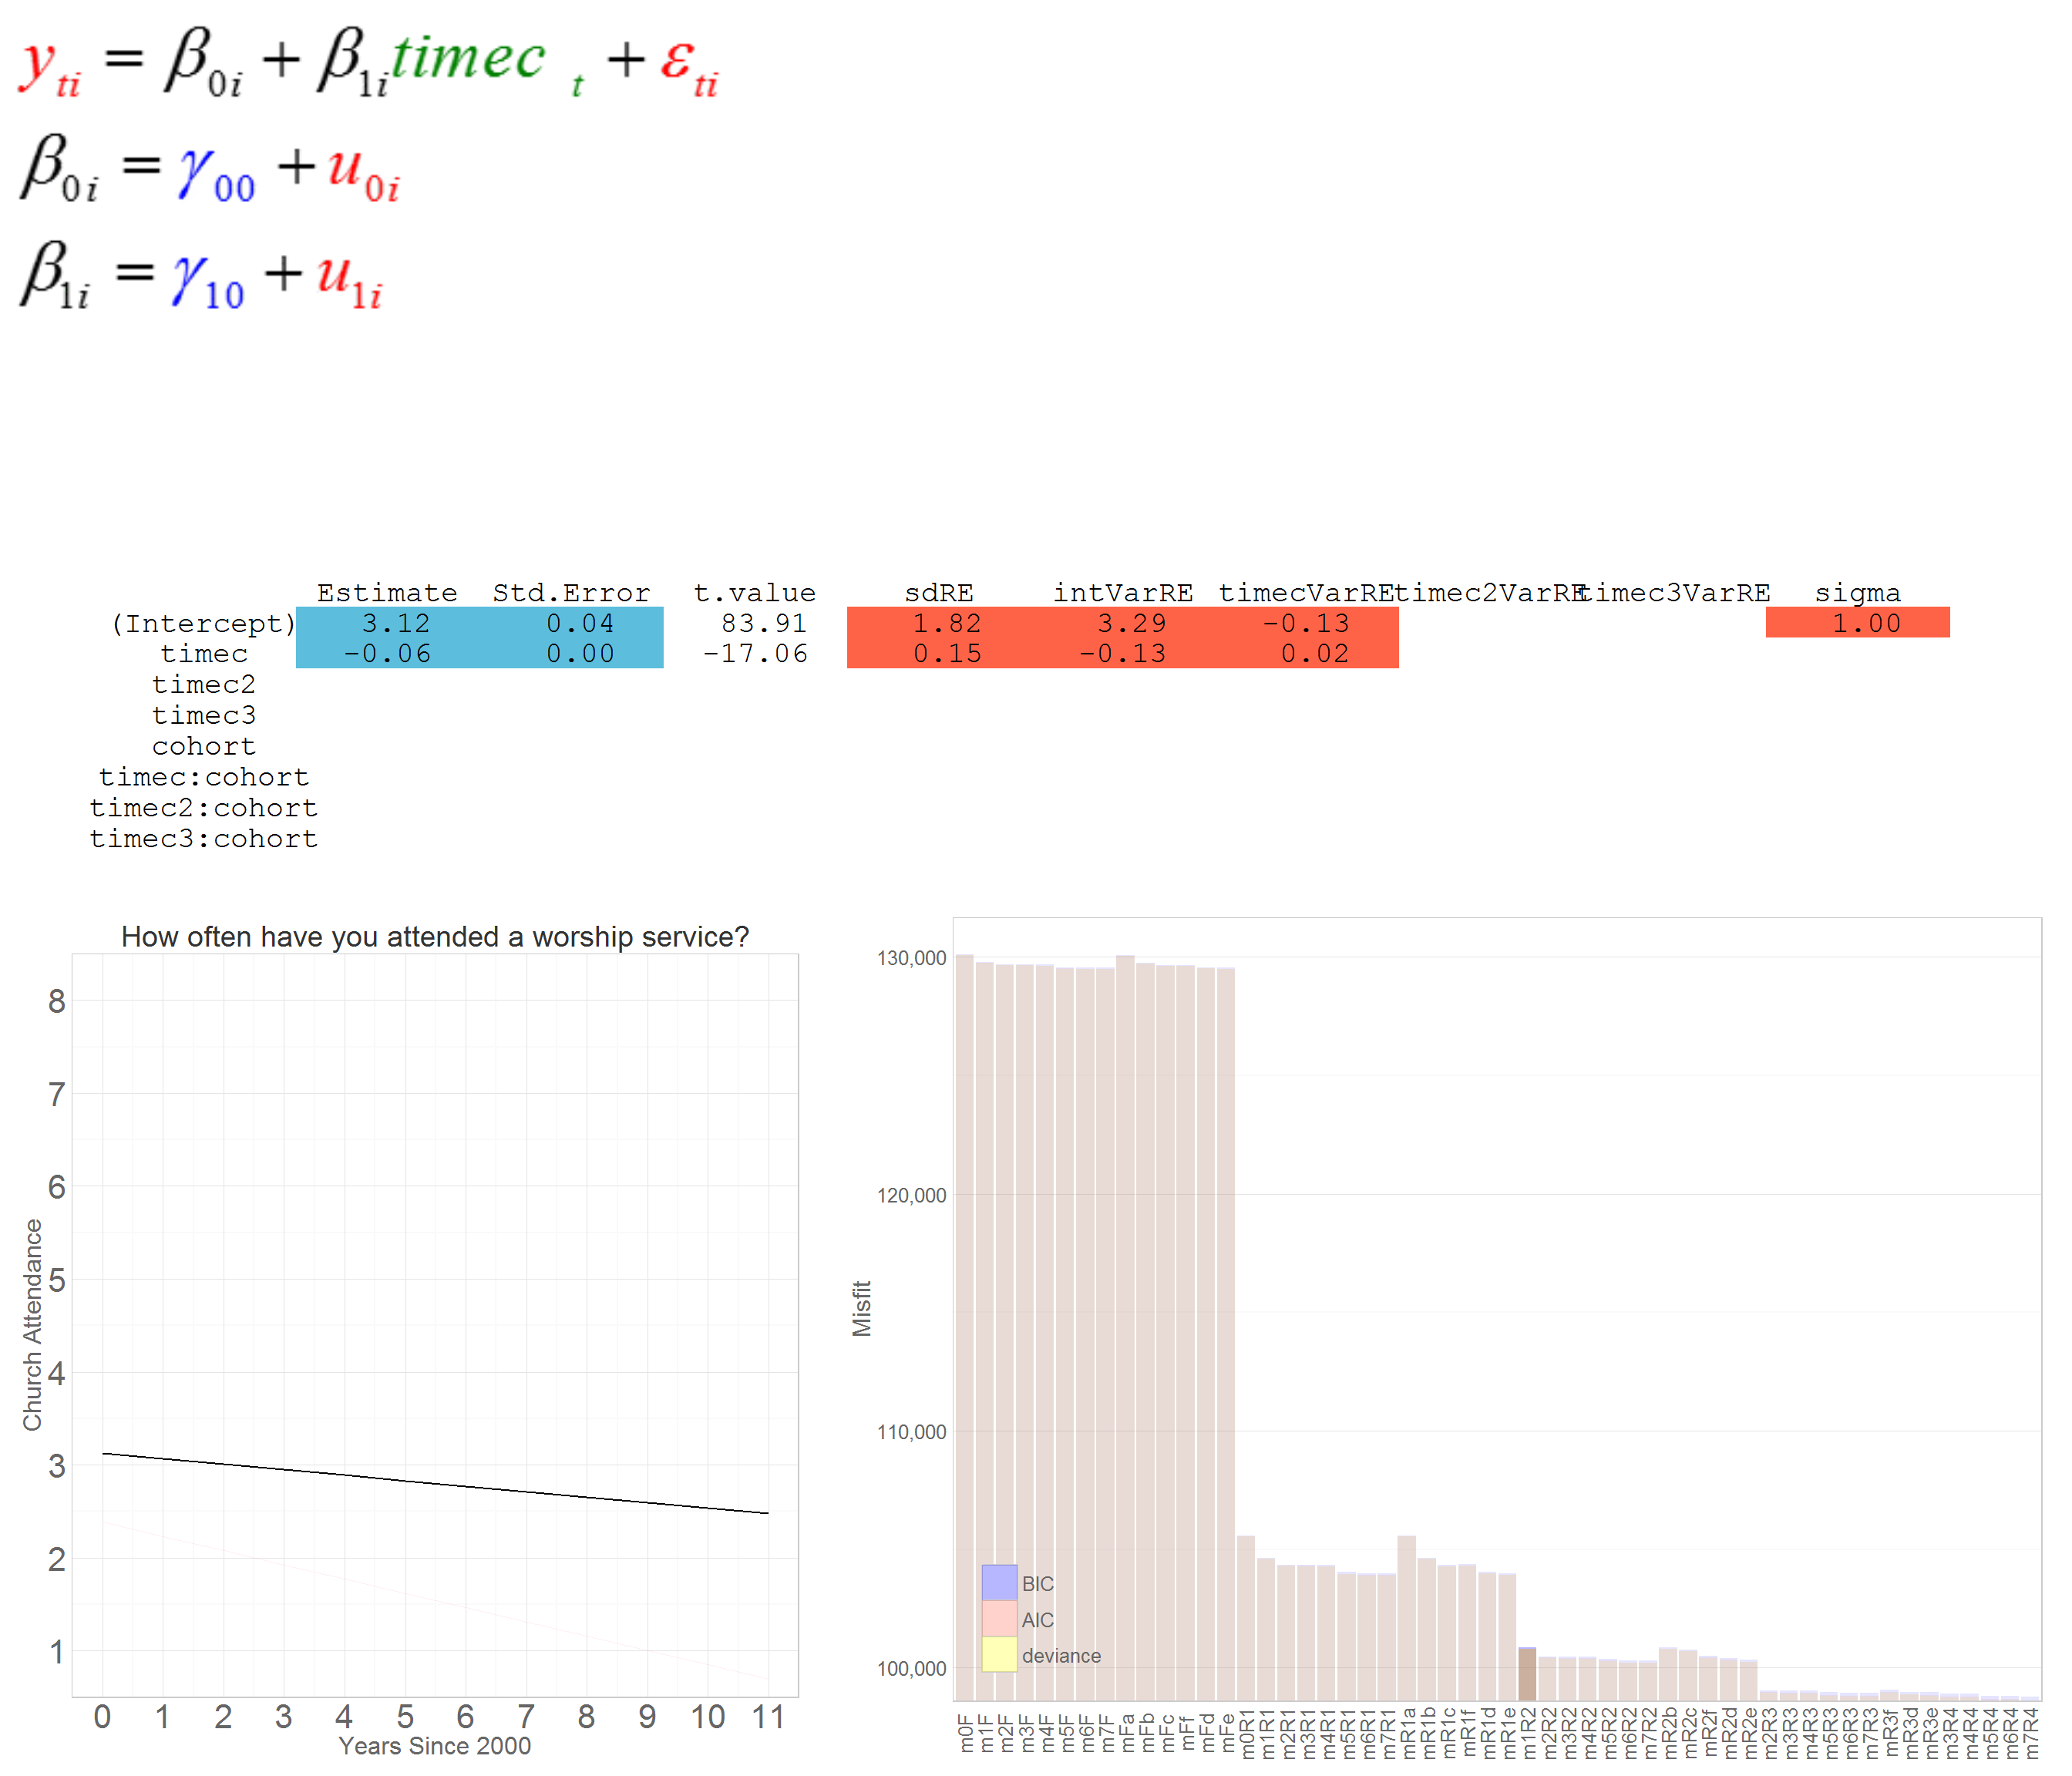 y_ti = β_0i + β_1i timec_t + ε_ti
β_0i = γ_00 + u_0i
β_1i = γ_10 + u_1i
Estimate Std.Error t.value sdRE intVarRE timecVarRE timec2VarRE timec3VarRE sigma
(Intercept) 3.12 0.04 83.91 1.82 3.29 -0.13 1.00
timec -0.06 0.00 -17.06 0.15 -0.13 0.02
timec2
timec3
cohort
timec:cohort
timec2:cohort
timec3:cohort
How often have you attended a worship service?
8
7
6
5
4
3
2
1
Church Attendance
0 1 2 3 4 5 6 7 8 9 10 11
Years Since 2000
130,000
120,000
110,000
100,000
Misfit
BIC
AIC
deviance
m0F m1F m2F m3F m4F m5F m6F m7F mFa mFb mFc mFf mFd mFe m0R1 m1R1 m2R1 m3R1 m4R1 m5R1 m6R1 m7R1 mR1a mR1b mR1c mR1f mR1d mR1e m1R2 m2R2 m3R2 m4R2 m5R2 m6R2 m7R2 mR2b mR2c mR2f mR2d mR2e m2R3 m3R3 m4R3 m5R3 m6R3 m7R3 mR3f mR3d mR3e m3R4 m4R4 m5R4 m6R4 m7R4